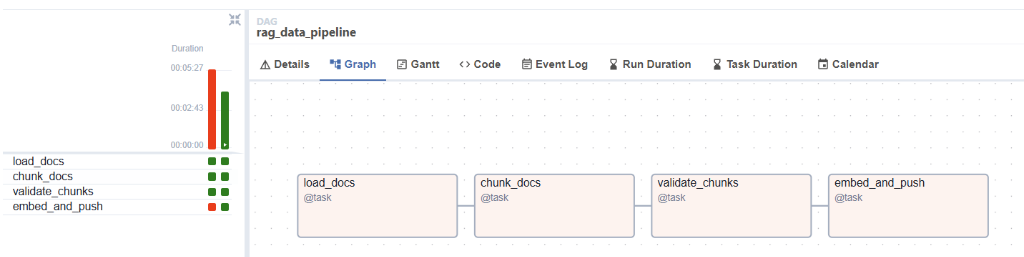 DAG
rag_data_pipeline
Duration
00:05:27
00:02:43
00:00:00
load_docs
chunk_docs
validate_chunks
embed_and_push
Details Graph Gantt Code Event Log Run Duration Task Duration Calendar
load_docs
@task
chunk_docs
@task
validate_chunks
@task
embed_and_push
@task